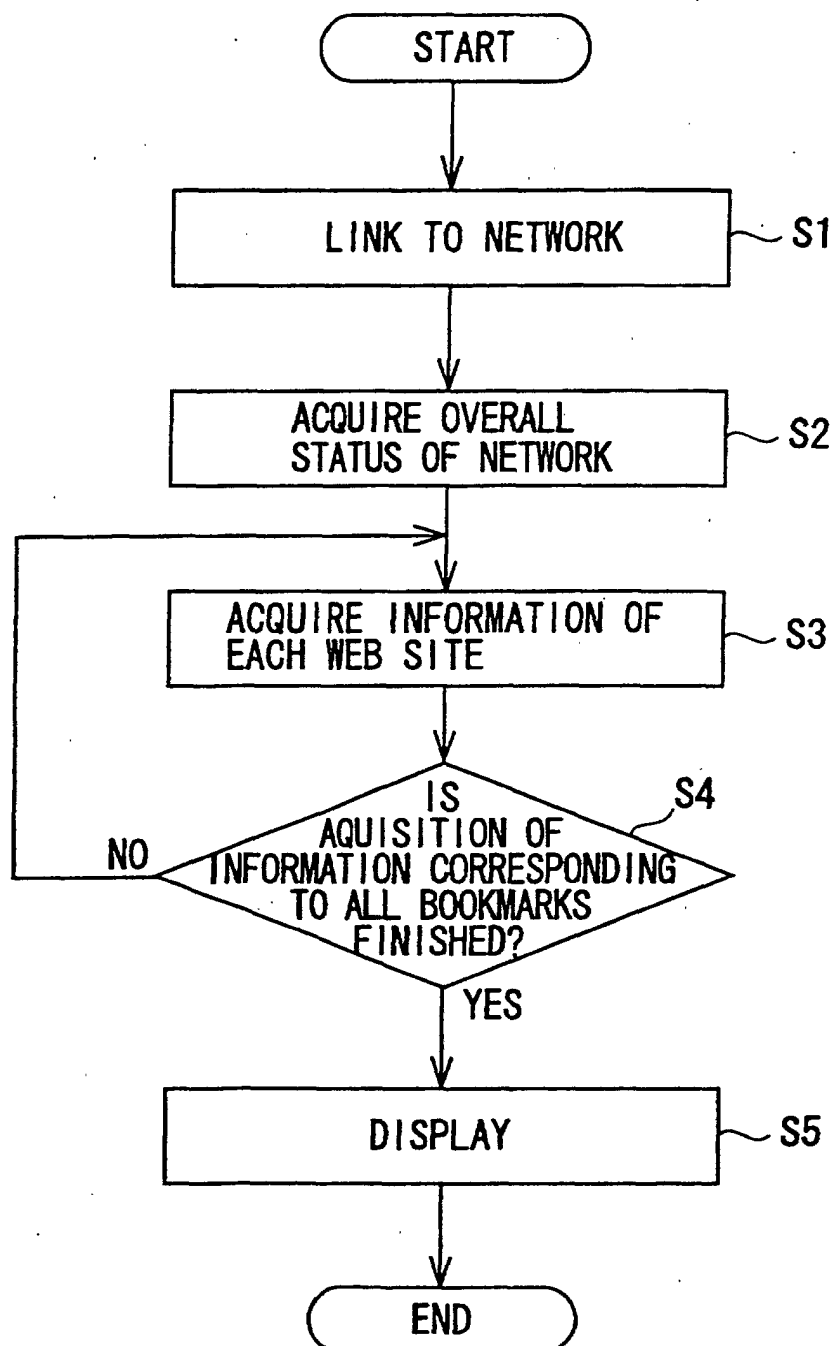 START
LINK TO NETWORK
S1
ACQUIRE OVERALL
STATUS OF NETWORK
S2
ACQUIRE INFORMATION OF
EACH WEB SITE
S3
IS
AQUISITION OF
INFORMATION CORRESPONDING
TO ALL BOOKMARKS
FINISHED?
S4
NO
YES
DISPLAY
S5
END